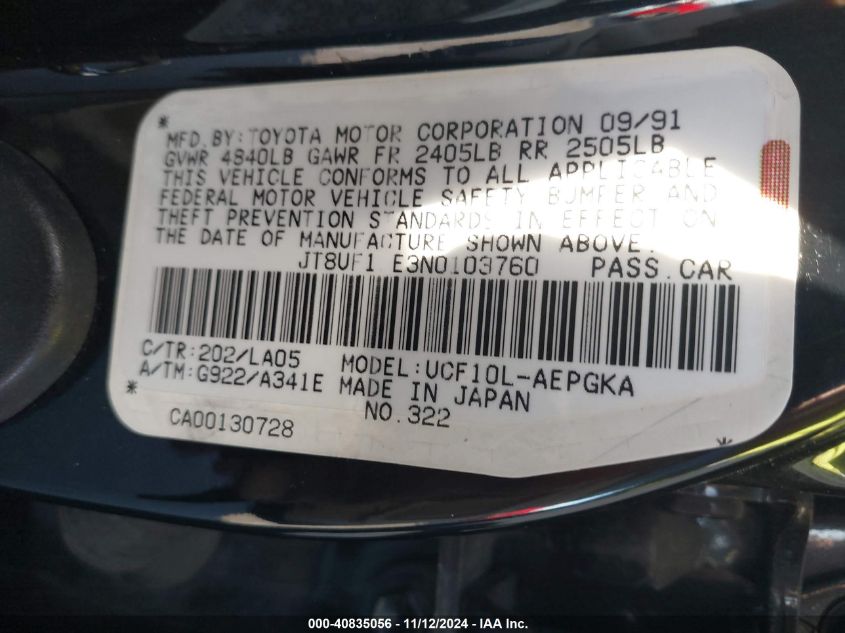 MFD. BY: TOYOTA MOTOR CORPORATION 09/91
GVWR 4840LB GAWR FR 2405LB RR 2505LB
THIS VEHICLE CONFORMS TO ALL APPLICABLE
FEDERAL MOTOR VEHICLE SAFETY BUMPER AND
THEFT PREVENTION STANDARDS IN EFFECT ON
THE DATE OF MANUFACTURE SHOWN ABOVE.
JT8UF1 E3N0103760 PASS. CAR
C/TR:202/LA05 MODEL:UCF10L-AEPGKA
A/TM:G922/A341E MADE IN JAPAN
CA00130728 NO.322
000-40835056 - 11/12/2024 - IAA Inc.